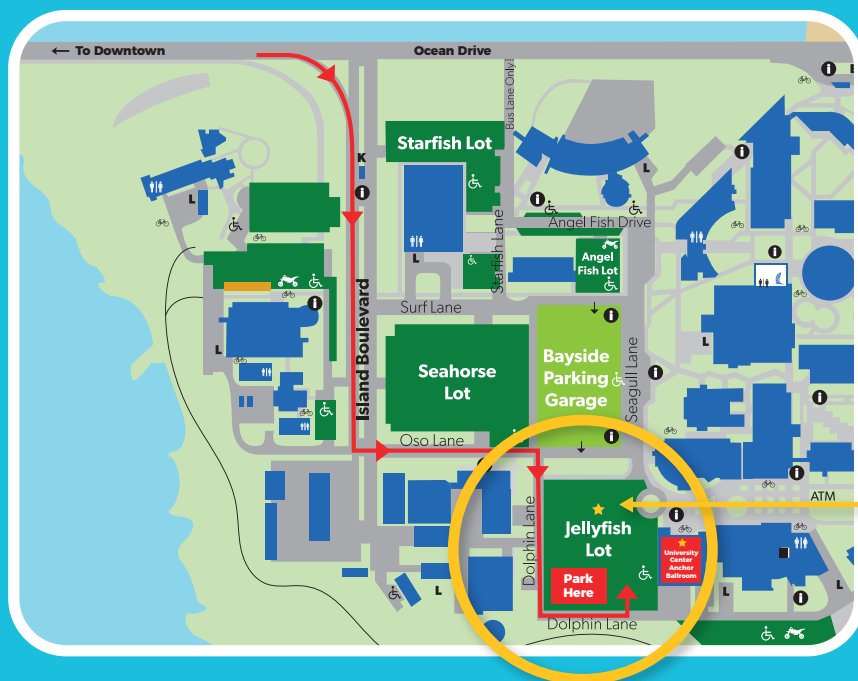 ← To Downtown
Ocean Drive
Bus Lane Only
Starfish Lot
K
L
L
i
i
i
Angel Fish Drive
Starfish Lane
Angel
Fish Lot
L
L
i
i
Surf Lane
i
Island Boulevard
Seahorse
Lot
Bayside
Parking
Garage
Seagull Lane
L
L
i
i
Oso Lane
i
i
ATM
Dolphin Lane
Jellyfish
Lot
i
University
Center
Anchor
Ballroom
Park
Here
L
L
L
i
Dolphin Lane